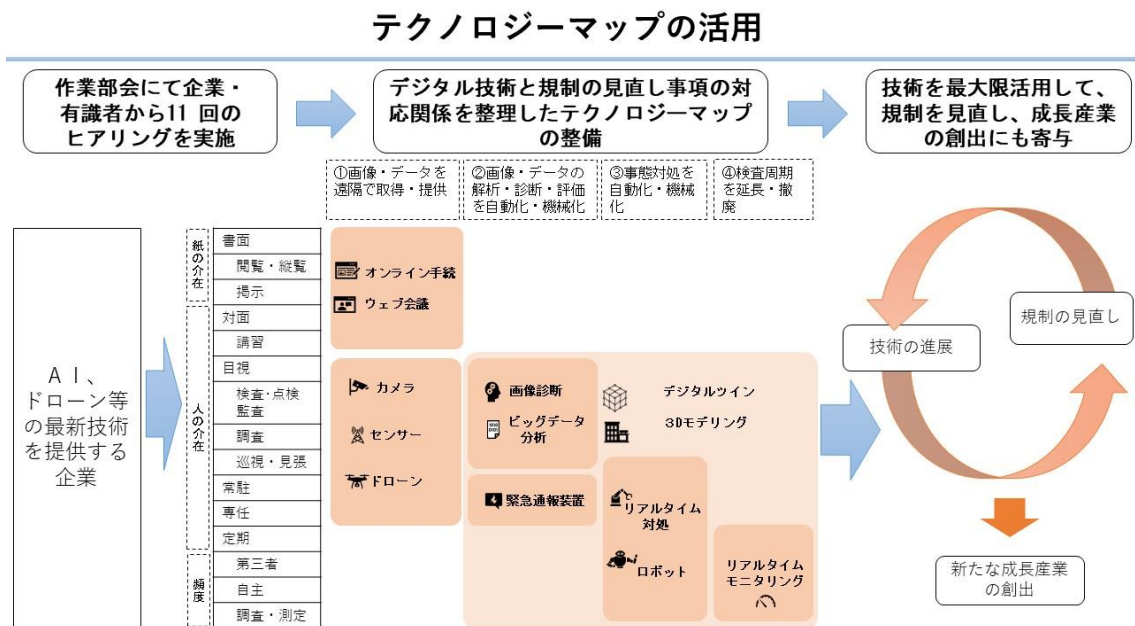 テクノロジーマップの活用
作業部会にて企業・
有識者から11 回の
ヒアリングを実施
デジタル技術と規制の見直し事項の対
応関係を整理したテクノロジーマップ
の整備
技術を最大限活用して、
規制を見直し、成長産業
の創出にも寄与
①画像・データを
遠隔で取得・提供
②画像・データの
解析・診断・評価
を自動化・機械化
③事態対処を
自動化・機械
化
④検査周期
を延長・撤
廃
ＡＩ、
ドローン等
の最新技術
を提供する
企業
紙の介在
人の介在
頻度
書面
閲覧・縦覧
掲示
対面
講習
目視
検査・点検
監査
調査
巡視・見張
常駐
専任
定期
第三者
自主
調査・測定
オンライン手続
ウェブ会議
カメラ
センサー
ドローン
画像診断
ビッグデータ
分析
緊急通報装置
デジタルツイン
3Dモデリング
リアルタイム
対処
ロボット
リアルタイム
モニタリング
規制の見直し
技術の進展
新たな成長産業
の創出